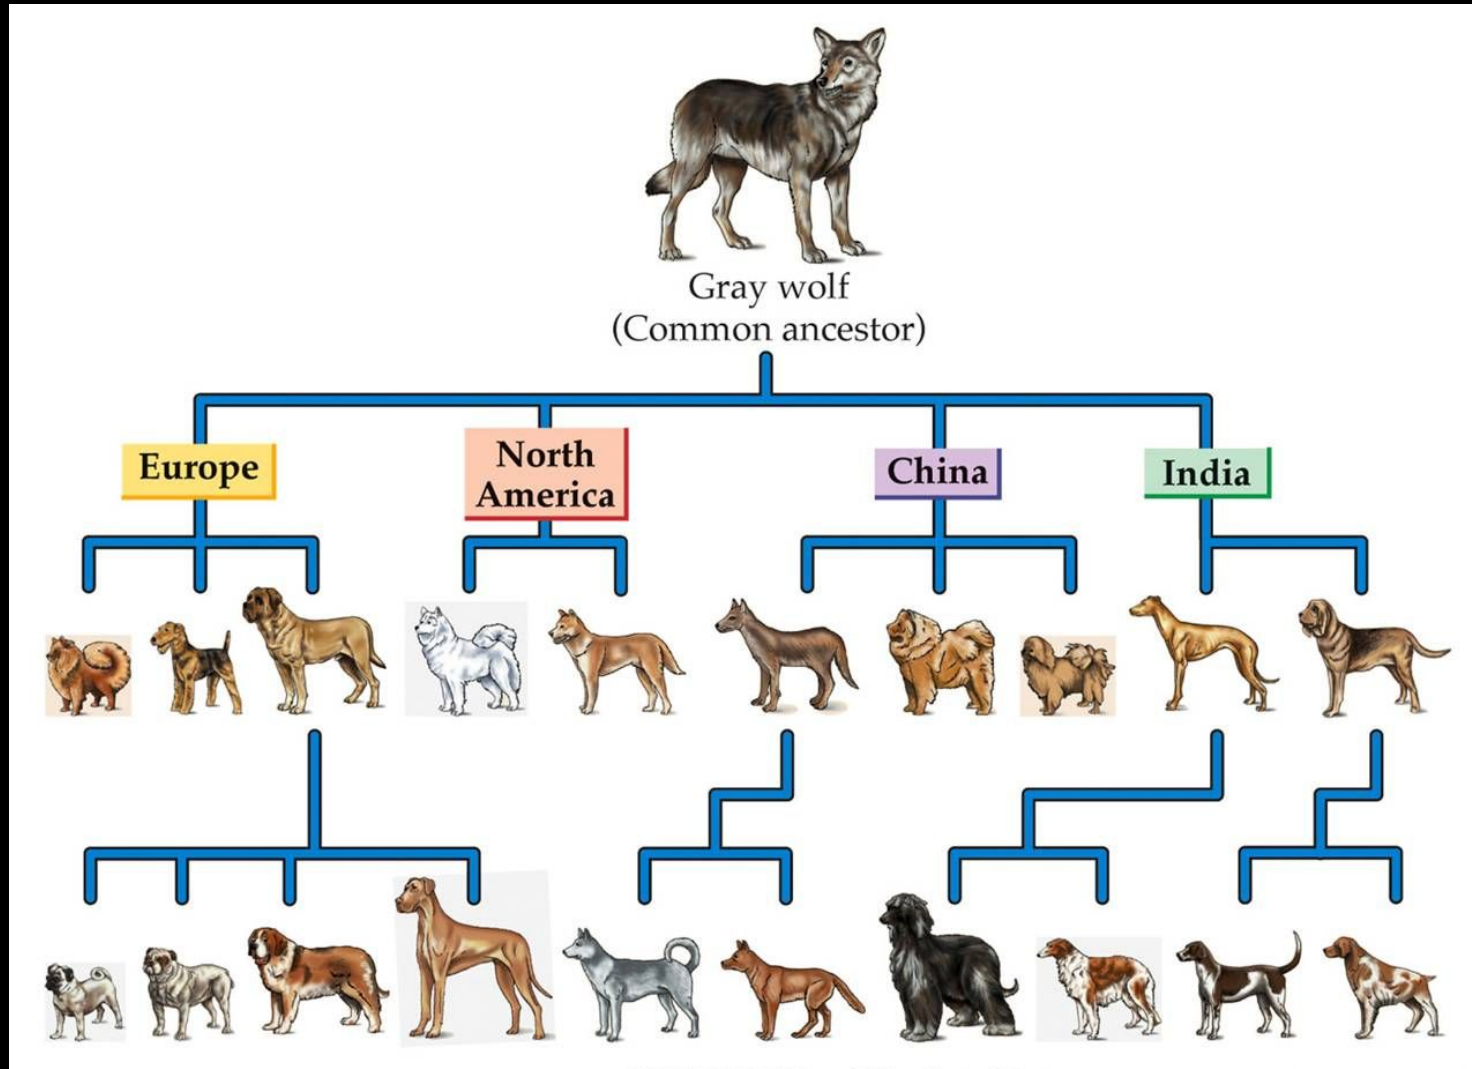 Gray wolf
(Common ancestor)
Europe
North
America
China
India